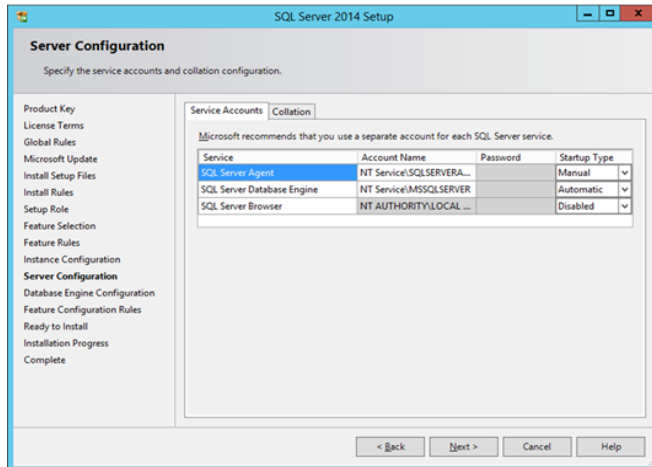 SQL Server 2014 Setup
Server Configuration
Specify the service accounts and collation configuration.
Product Key
License Terms
Global Rules
Microsoft Update
Install Setup Files
Install Rules
Setup Role
Feature Selection
Feature Rules
Instance Configuration
Server Configuration
Database Engine Configuration
Feature Configuration Rules
Ready to Install
Installation Progress
Complete
Service Accounts Collation
Microsoft recommends that you use a separate account for each SQL Server service.
Service Account Name Password Startup Type
SQL Server Agent NT Service\SQLSERVERA... Manual
SQL Server Database Engine NT Service\MSSQLSERVER Automatic
SQL Server Browser NT AUTHORITY\LOCAL ... Disabled
< Back Next > Cancel Help